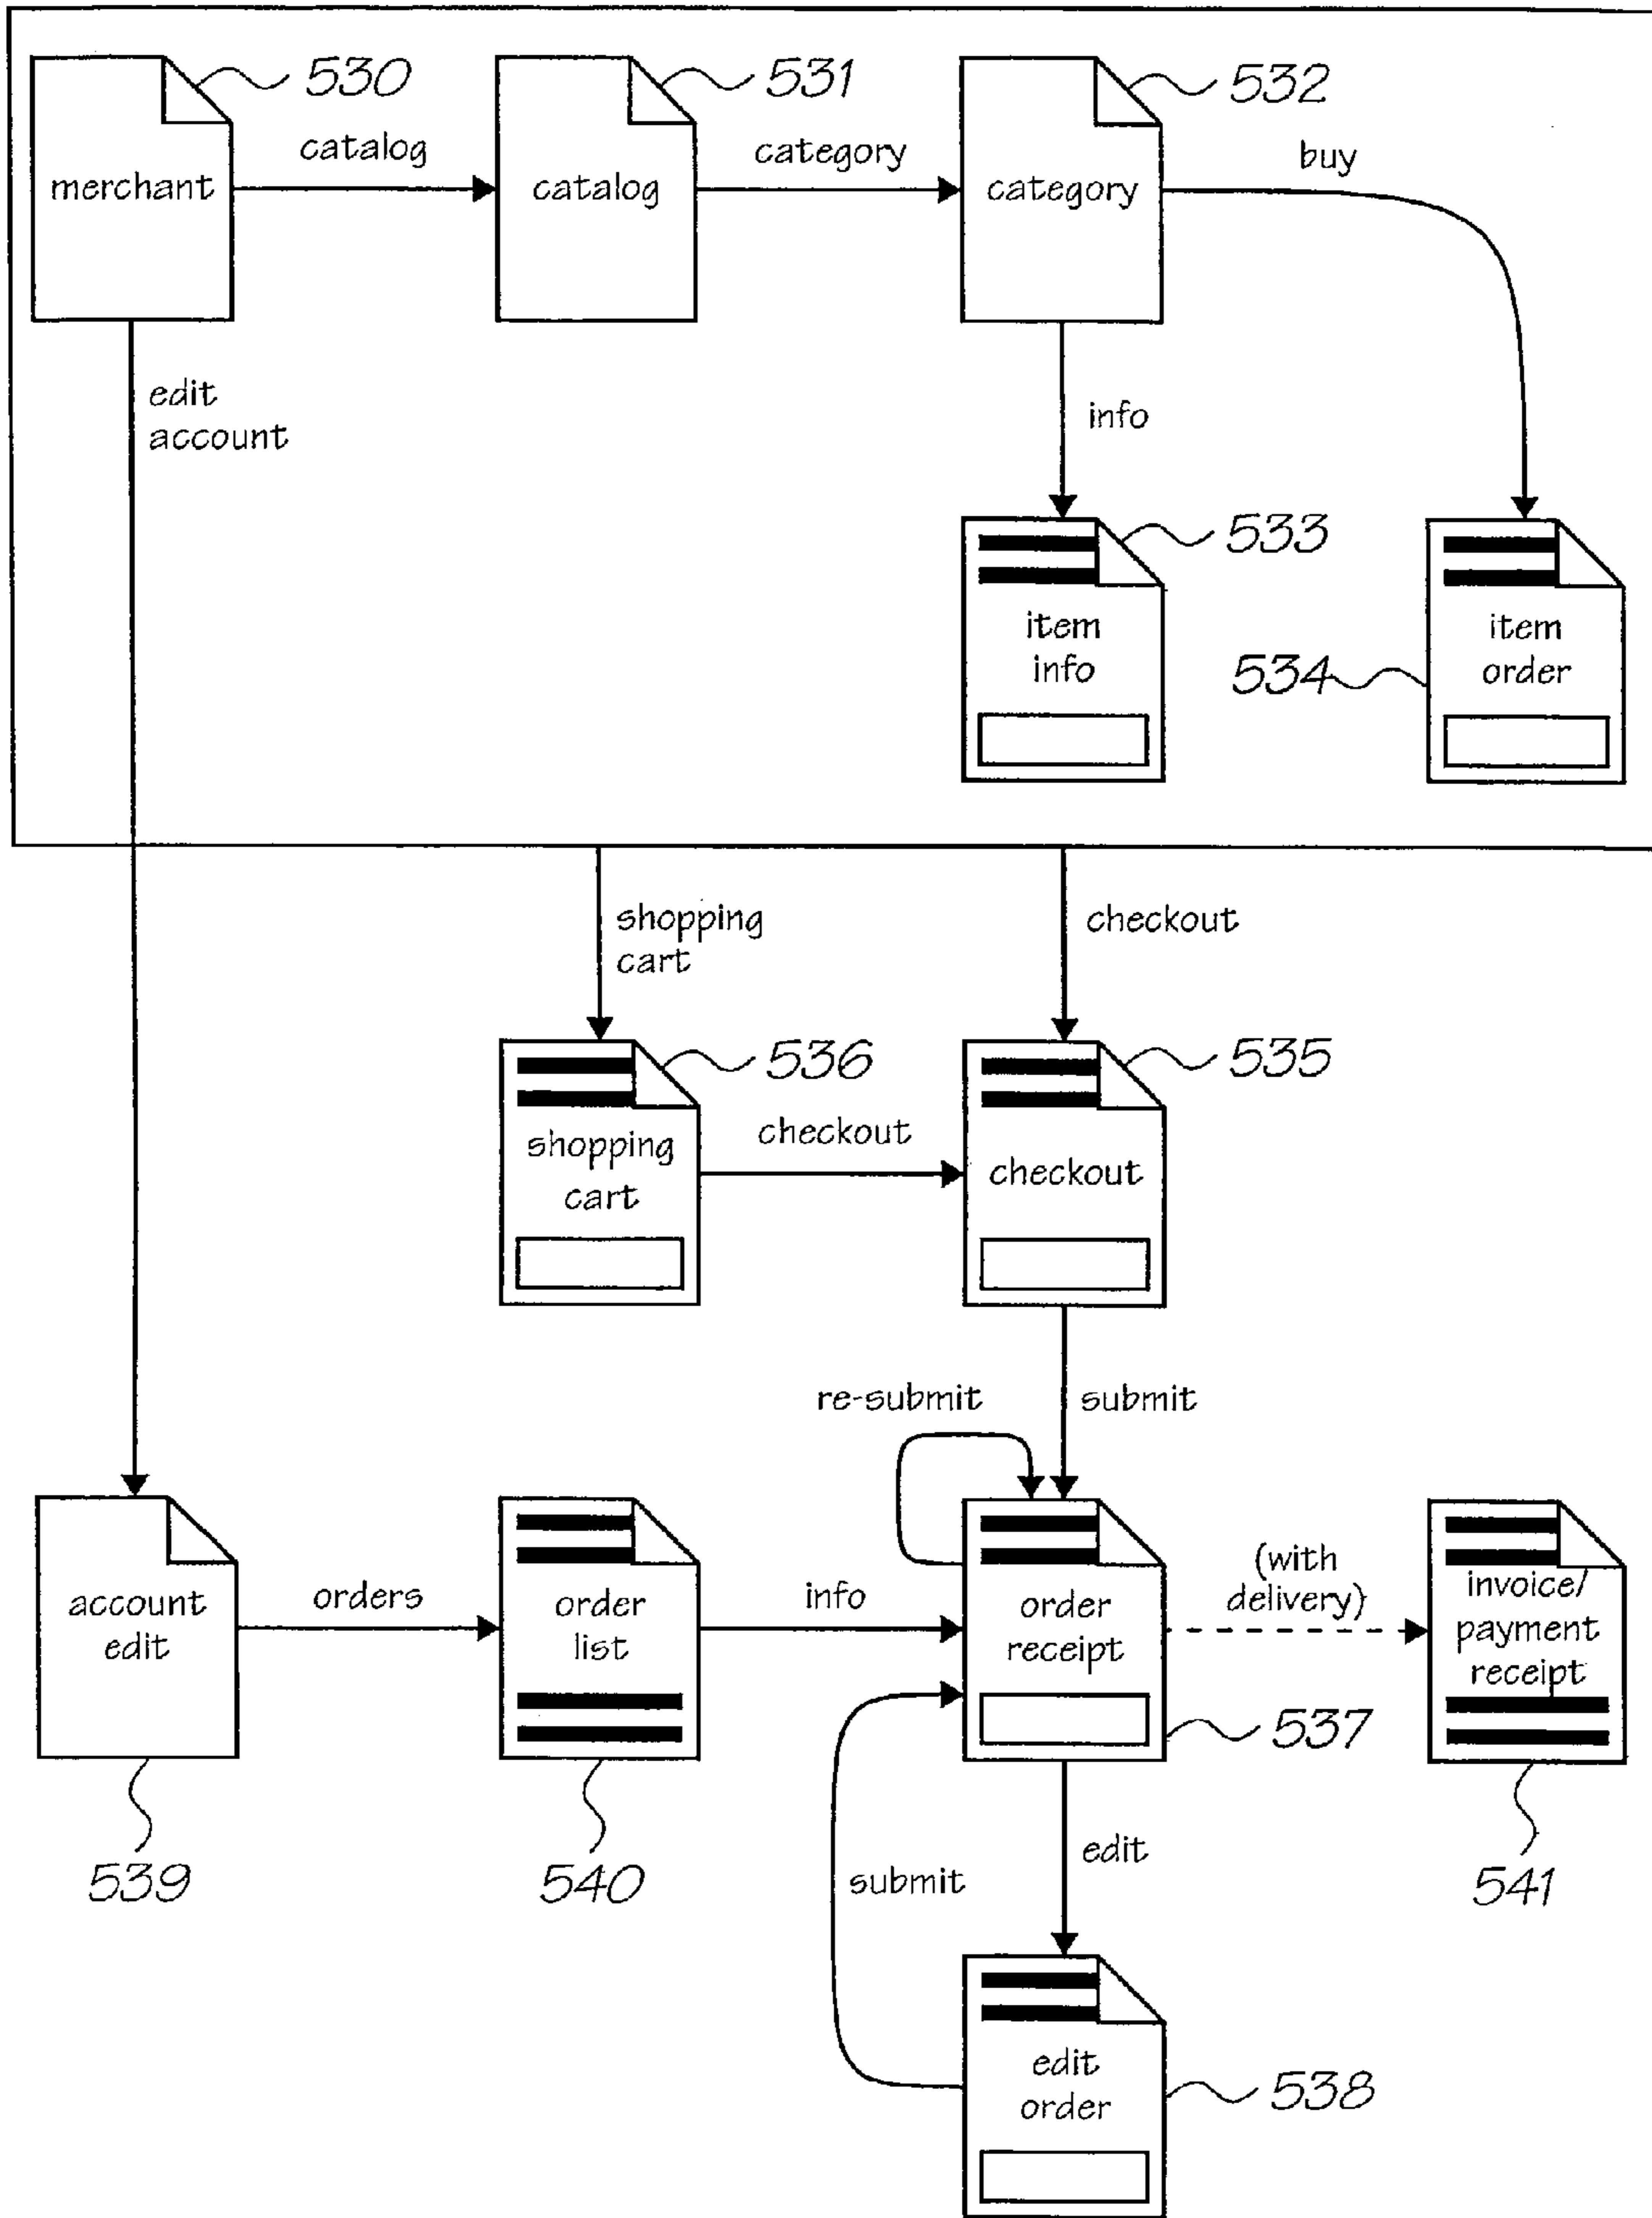 530
531
532
catalog
category
buy
merchant
catalog
category
edit
account
info
533
item
info
item
order
534
shopping
cart
checkout
536
535
shopping
cart
checkout
checkout
re-submit
submit
account
edit
orders
order
list
info
order
receipt
(with
delivery)
invoice/
payment
receipt
537
539
540
submit
edit
541
edit
order
538